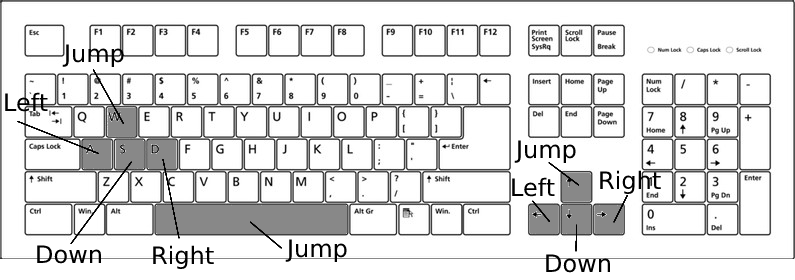 Esc F1 F2 F3 F4 F5 F6 F7 F8 F9 F10 F11 F12 Print Screen SysRq Scroll Lock Pause Break
Num Lock Caps Lock Scroll Lock
Jump
~ ! 1 @ 2 # 3 $ 4 % 5 ^ 6 & 7 * 8 ( 9 ) 0 - + = ¦ \ ← Insert Home Page Up Num Lock / * -
Left
Tab Q W E R T Y U I O P { [ } ] Del End Page Down 7 Home 8 ↑ 9 Pg Up +
Caps Lock A S D F G H J K L : ; " ' Enter 4 ← 5 6 →
Jump
Shift Z X C V B N M < , > . ? / Shift ↑ 1 End 2 ↓ 3 Pg Dn Enter
Left Right
Ctrl Win. Alt Alt Gr Win. Ctrl ← ↓ → 0 Ins . Del
Down Right Jump
Down